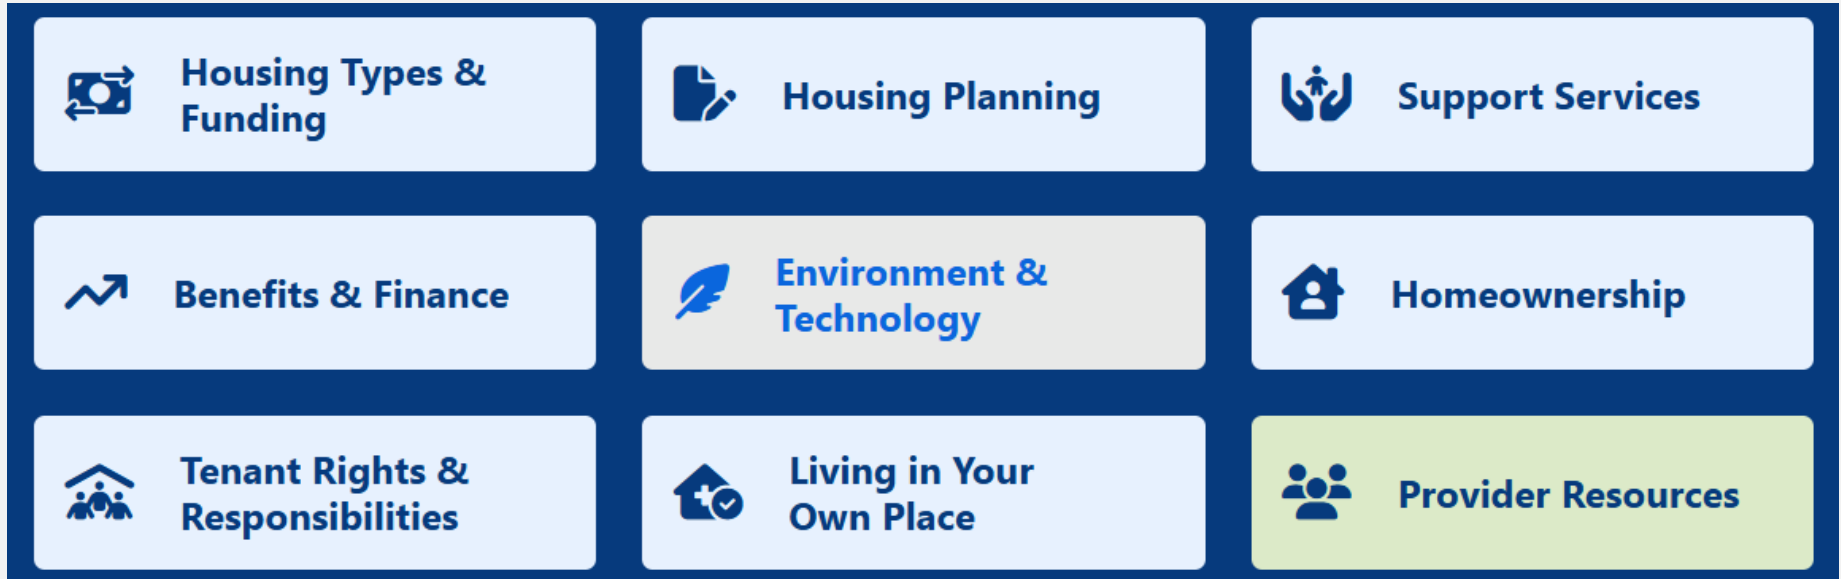 Housing Types &
Funding
Housing Planning
Support Services
Benefits & Finance
Environment &
Technology
Homeownership
Tenant Rights &
Responsibilities
Living in Your
Own Place
Provider Resources